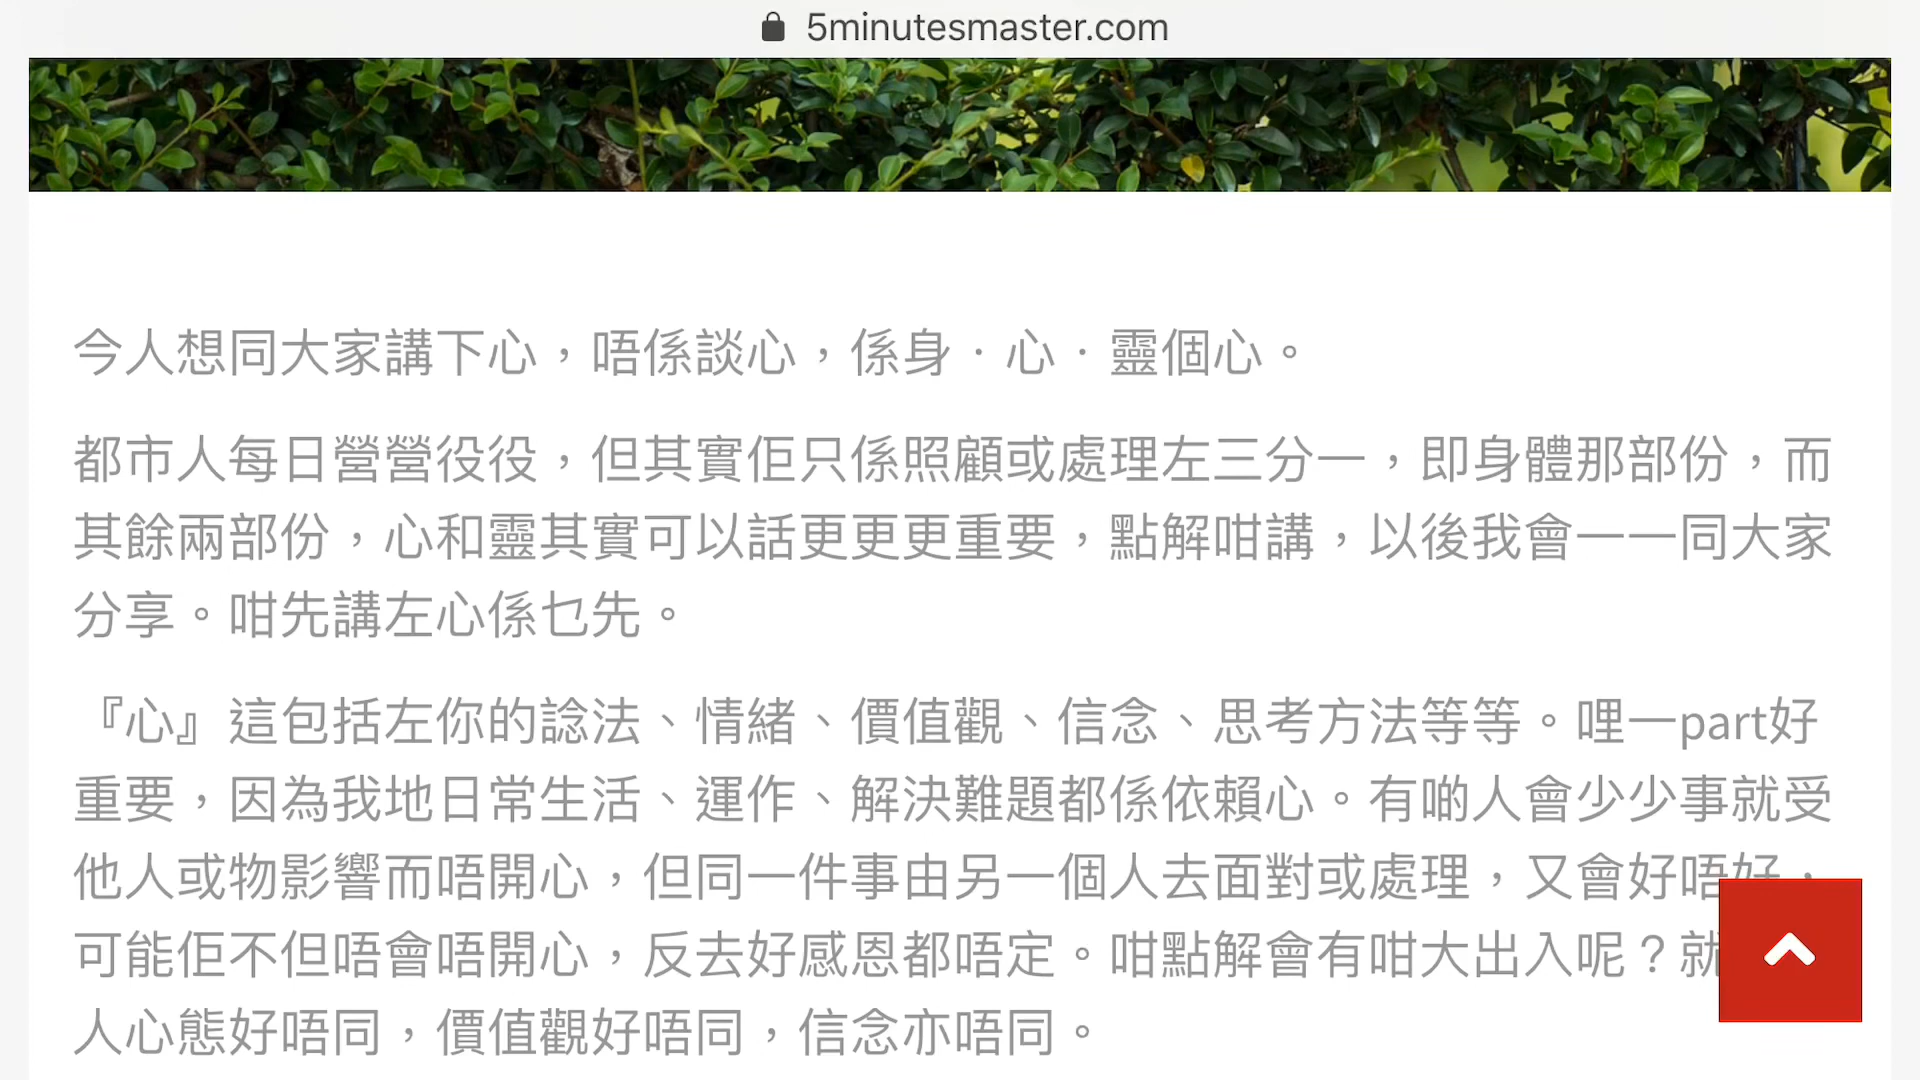 5minutesmaster.com
今人想同大家講下心，唔係談心，係身．心．靈個心。
都市人每日營營役役，但其實佢只係照顧或處理左三分一，即身體那部份，而
其餘兩部份，心和靈其實可以話更更更重要，點解咁講，以後我會一一同大家
分享。咁先講左心係乜先。
『心』這包括左你的諗法、情緒、價值觀、信念、思考方法等等。哩一part好
重要，因為我地日常生活、運作、解決難題都係依賴心。有啲人會少少事就受
他人或物影響而唔開心，但同一件事由另一個人去面對或處理，又會好唔好，
可能佢不但唔會唔開心，反去好感恩都唔定。咁點解會有咁大出入呢？就
人心態好唔同，價值觀好唔同，信念亦唔同。